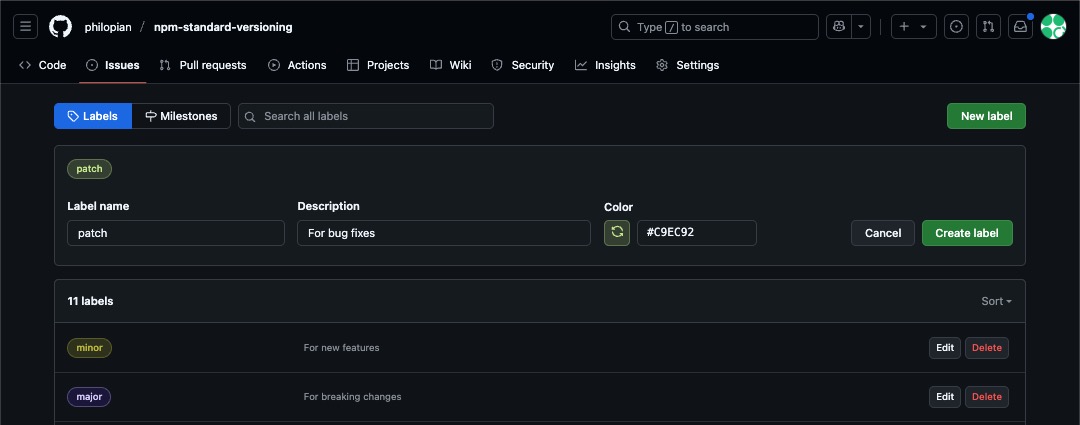 philopian / npm-standard-versioning
Type / to search
Code Issues Pull requests Actions Projects Wiki Security Insights Settings
Labels Milestones Search all labels New label
patch
Label name Description Color
patch For bug fixes #C9EC92 Cancel Create label
11 labels Sort
minor For new features Edit Delete
major For breaking changes Edit Delete